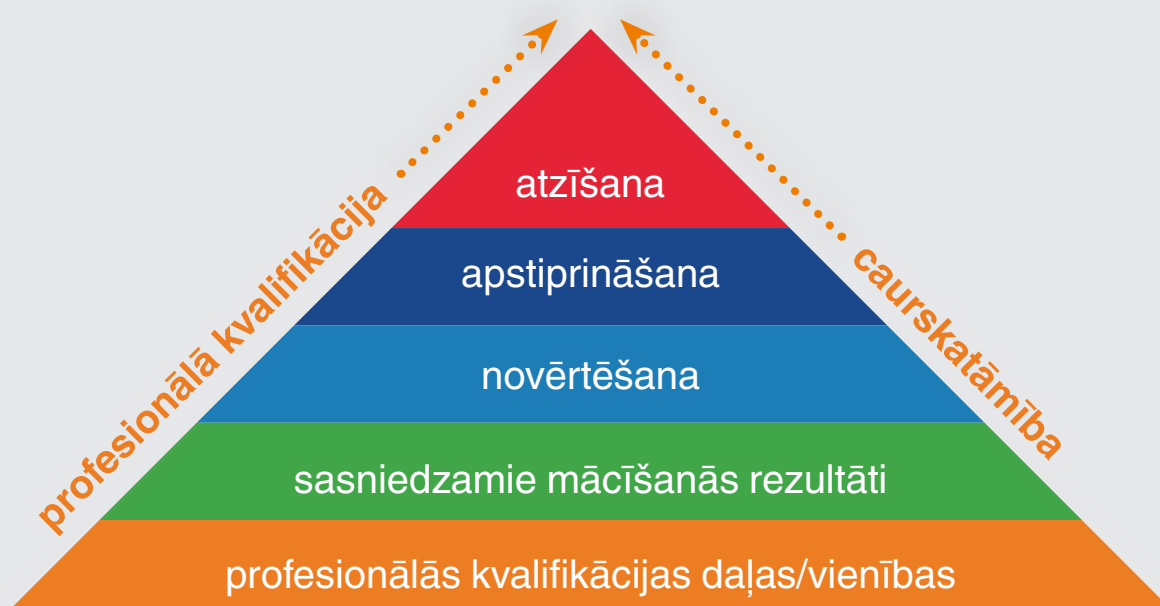 atzīšana
apstiprināšana
novērtēšana
sasniedzamie mācīšanās rezultāti
profesionālās kvalifikācijas daļas/vienības
profesionālā kvalifikācija
caurskatāmība